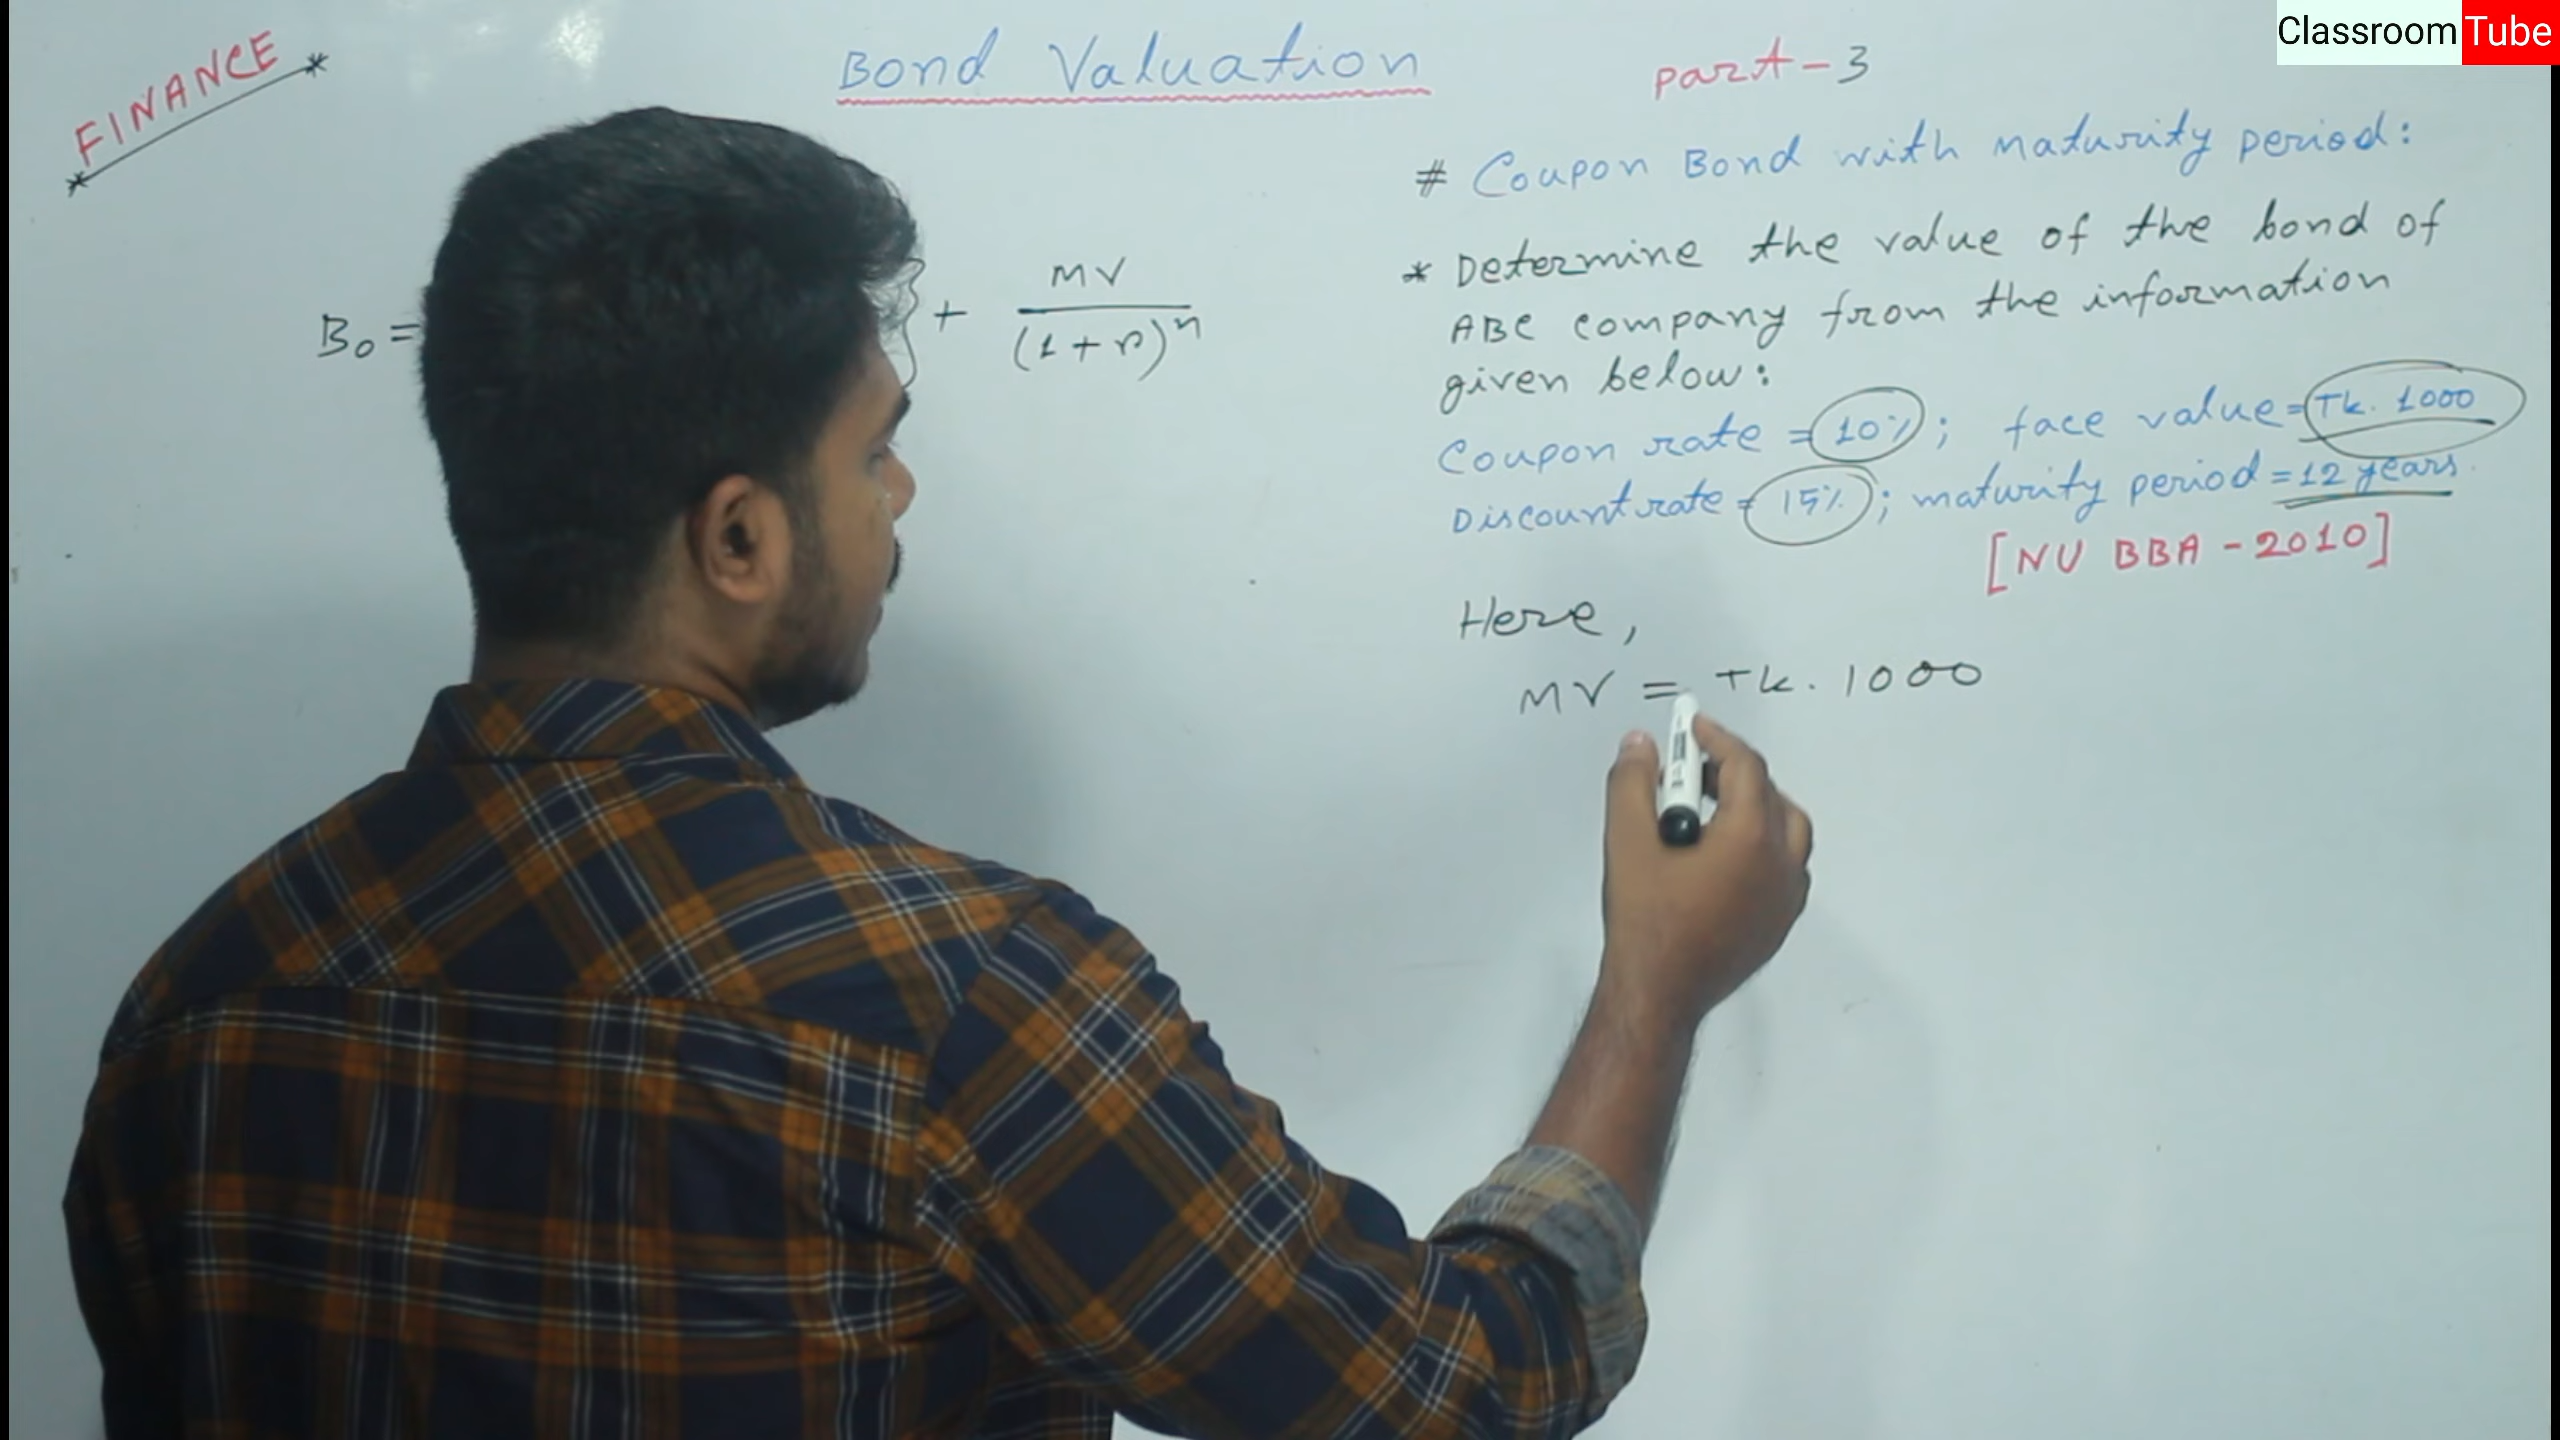 Classroom Tube
FINANCE
Bond Valuation
part-3
# Coupon Bond with maturity period:
* Determine the value of the bond of
ABC company from the information
given below:
Coupon rate = 10%; face value = Tk. 1000
Discount rate = 15%; maturity period = 12 years.
[NU BBA - 2010]
B₀ = } + MV / (1+r)ⁿ
Here,
MV = Tk. 1000